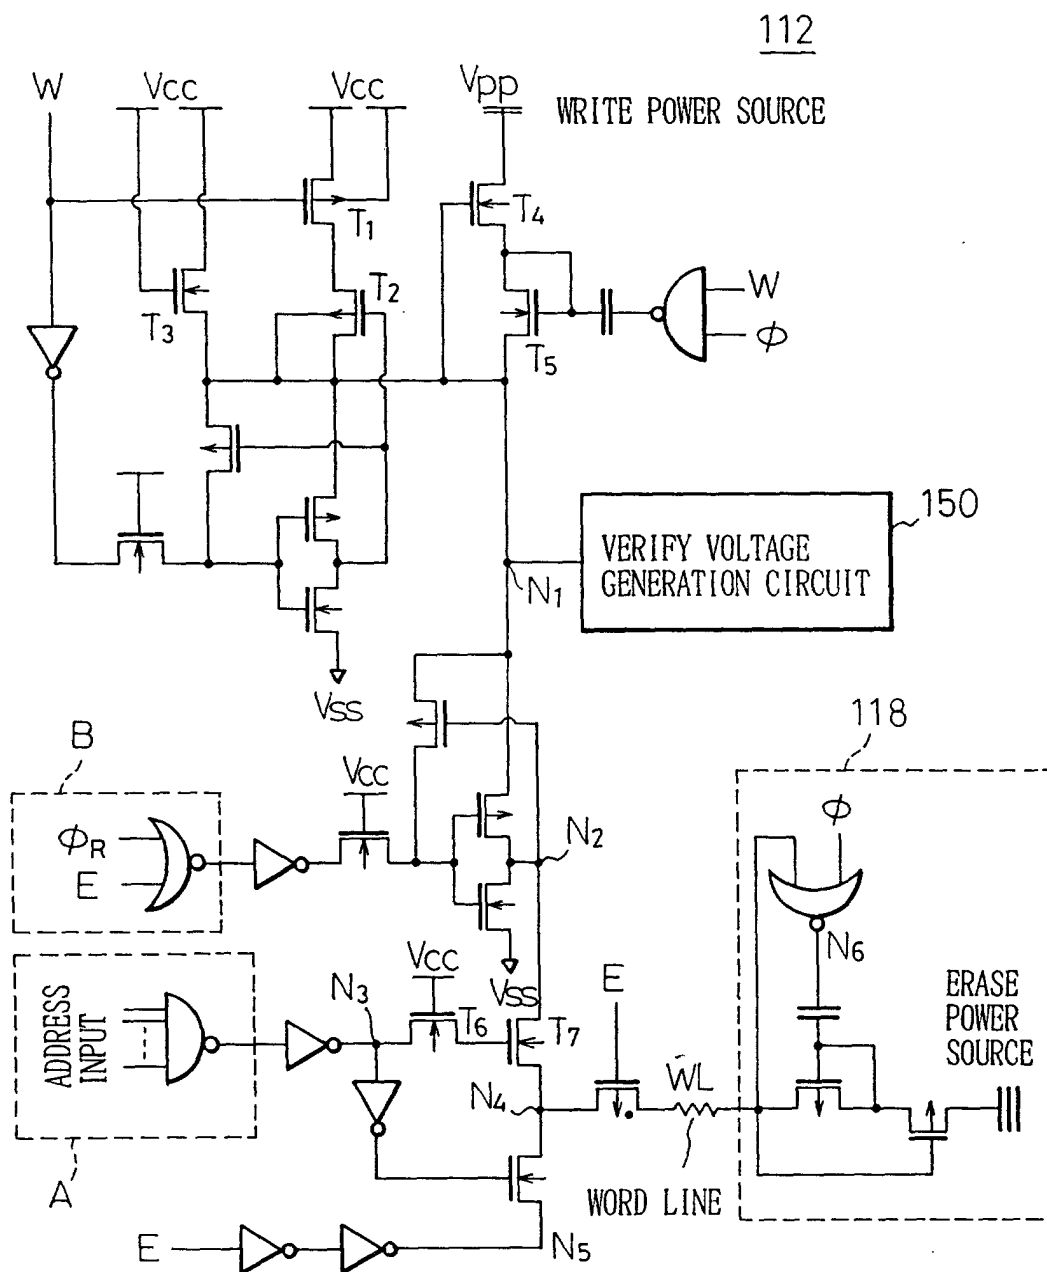 112
W
Vcc
Vcc
Vpp
WRITE POWER SOURCE
T1
T4
T2
T3
W
T5
φ
150
VERIFY VOLTAGE
GENERATION CIRCUIT
N1
VSS
118
B
Vcc
φ
φR
E
N2
N6
Vcc
VSS
E
ERASE
POWER
SOURCE
ADDRESS
INPUT
N3
T6
T7
WL
N4
A
WORD LINE
E
N5